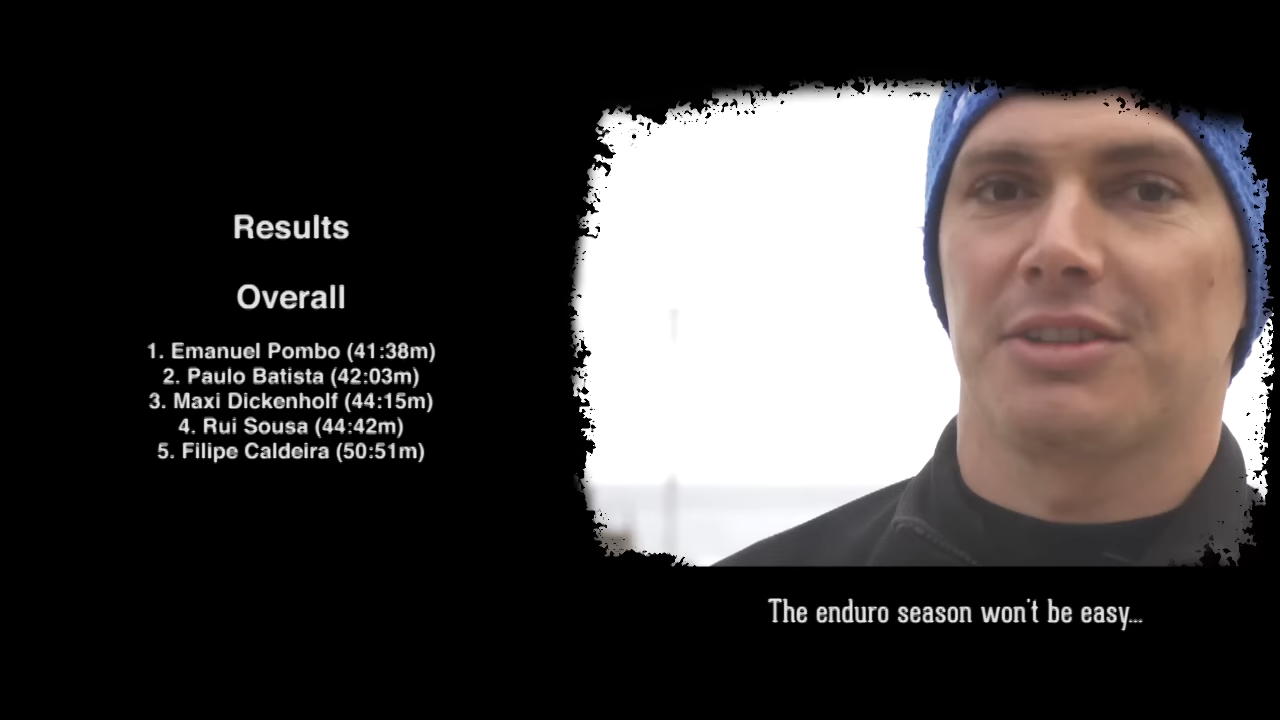 Results
Overall
1. Emanuel Pombo (41:38m)
2. Paulo Batista (42:03m)
3. Maxi Dickenholf (44:15m)
4. Rui Sousa (44:42m)
5. Filipe Caldeira (50:51m)
The enduro season won't be easy...